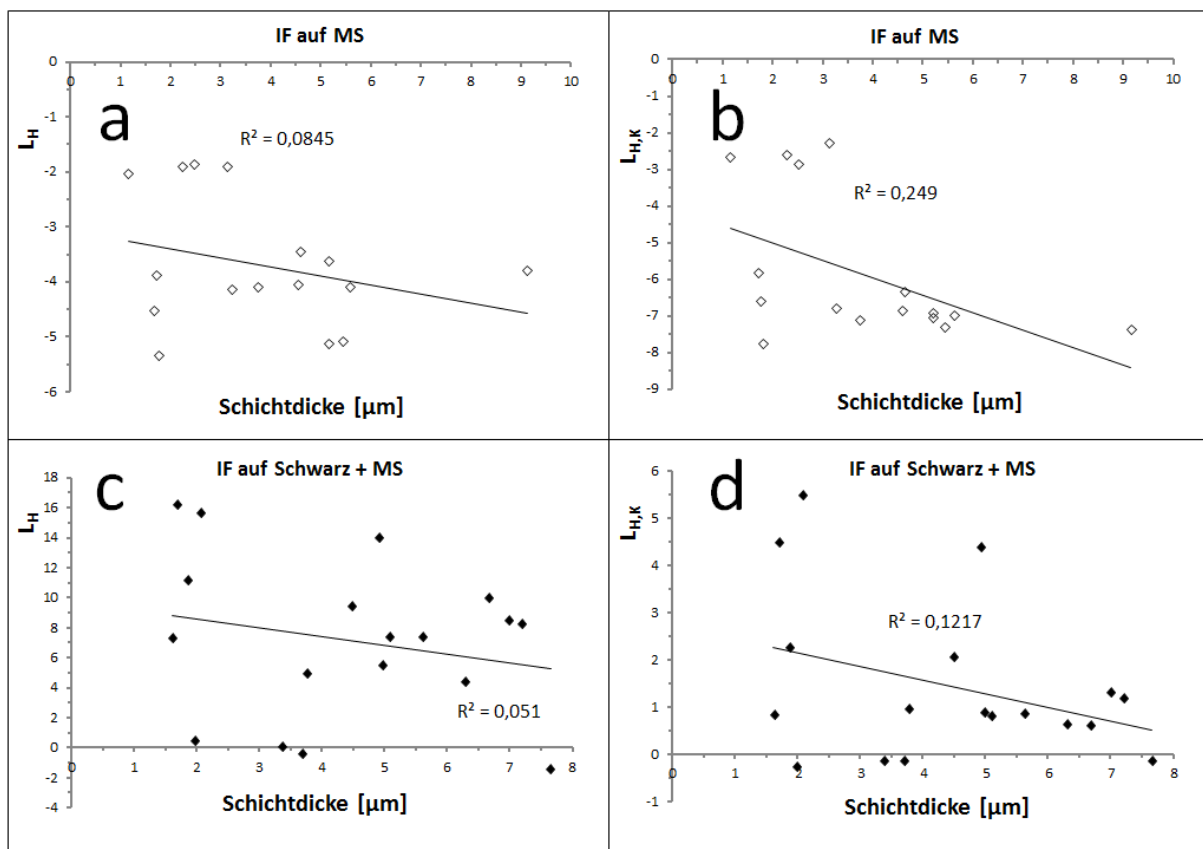 IF auf MS
0
0 1 2 3 4 5 6 7 8 9 10
-1
-2
-3
-4
-5
-6
L_H
a
R² = 0,0845
Schichtdicke [µm]
IF auf MS
0
0 1 2 3 4 5 6 7 8 9 10
-1
-2
-3
-4
-5
-6
-7
-8
-9
L_H,K
b
R² = 0,249
Schichtdicke [µm]
IF auf Schwarz + MS
18
16
14
12
10
8
6
4
2
0
0 1 2 3 4 5 6 7 8
-2
-4
L_H
c
R² = 0,051
Schichtdicke [µm]
IF auf Schwarz + MS
6
5
4
3
2
1
0
0 1 2 3 4 5 6 7 8
-1
L_H,K
d
R² = 0,1217
Schichtdicke [µm]